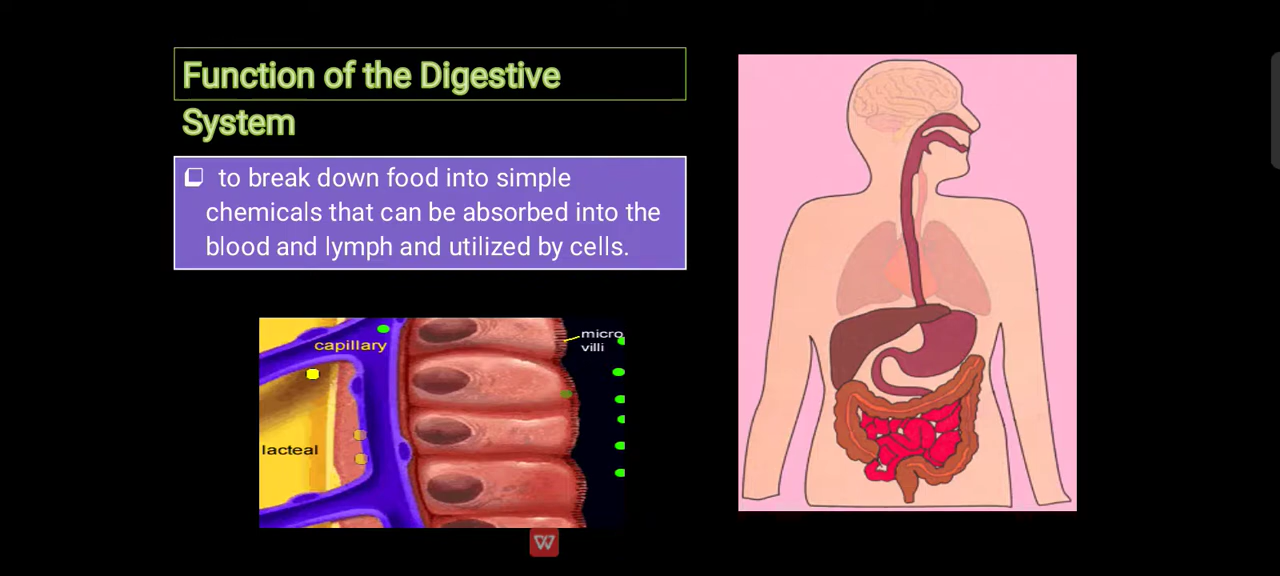 Function of the Digestive
System
❑ to break down food into simple
chemicals that can be absorbed into the
blood and lymph and utilized by cells.
capillary
micro
villi
lacteal
W